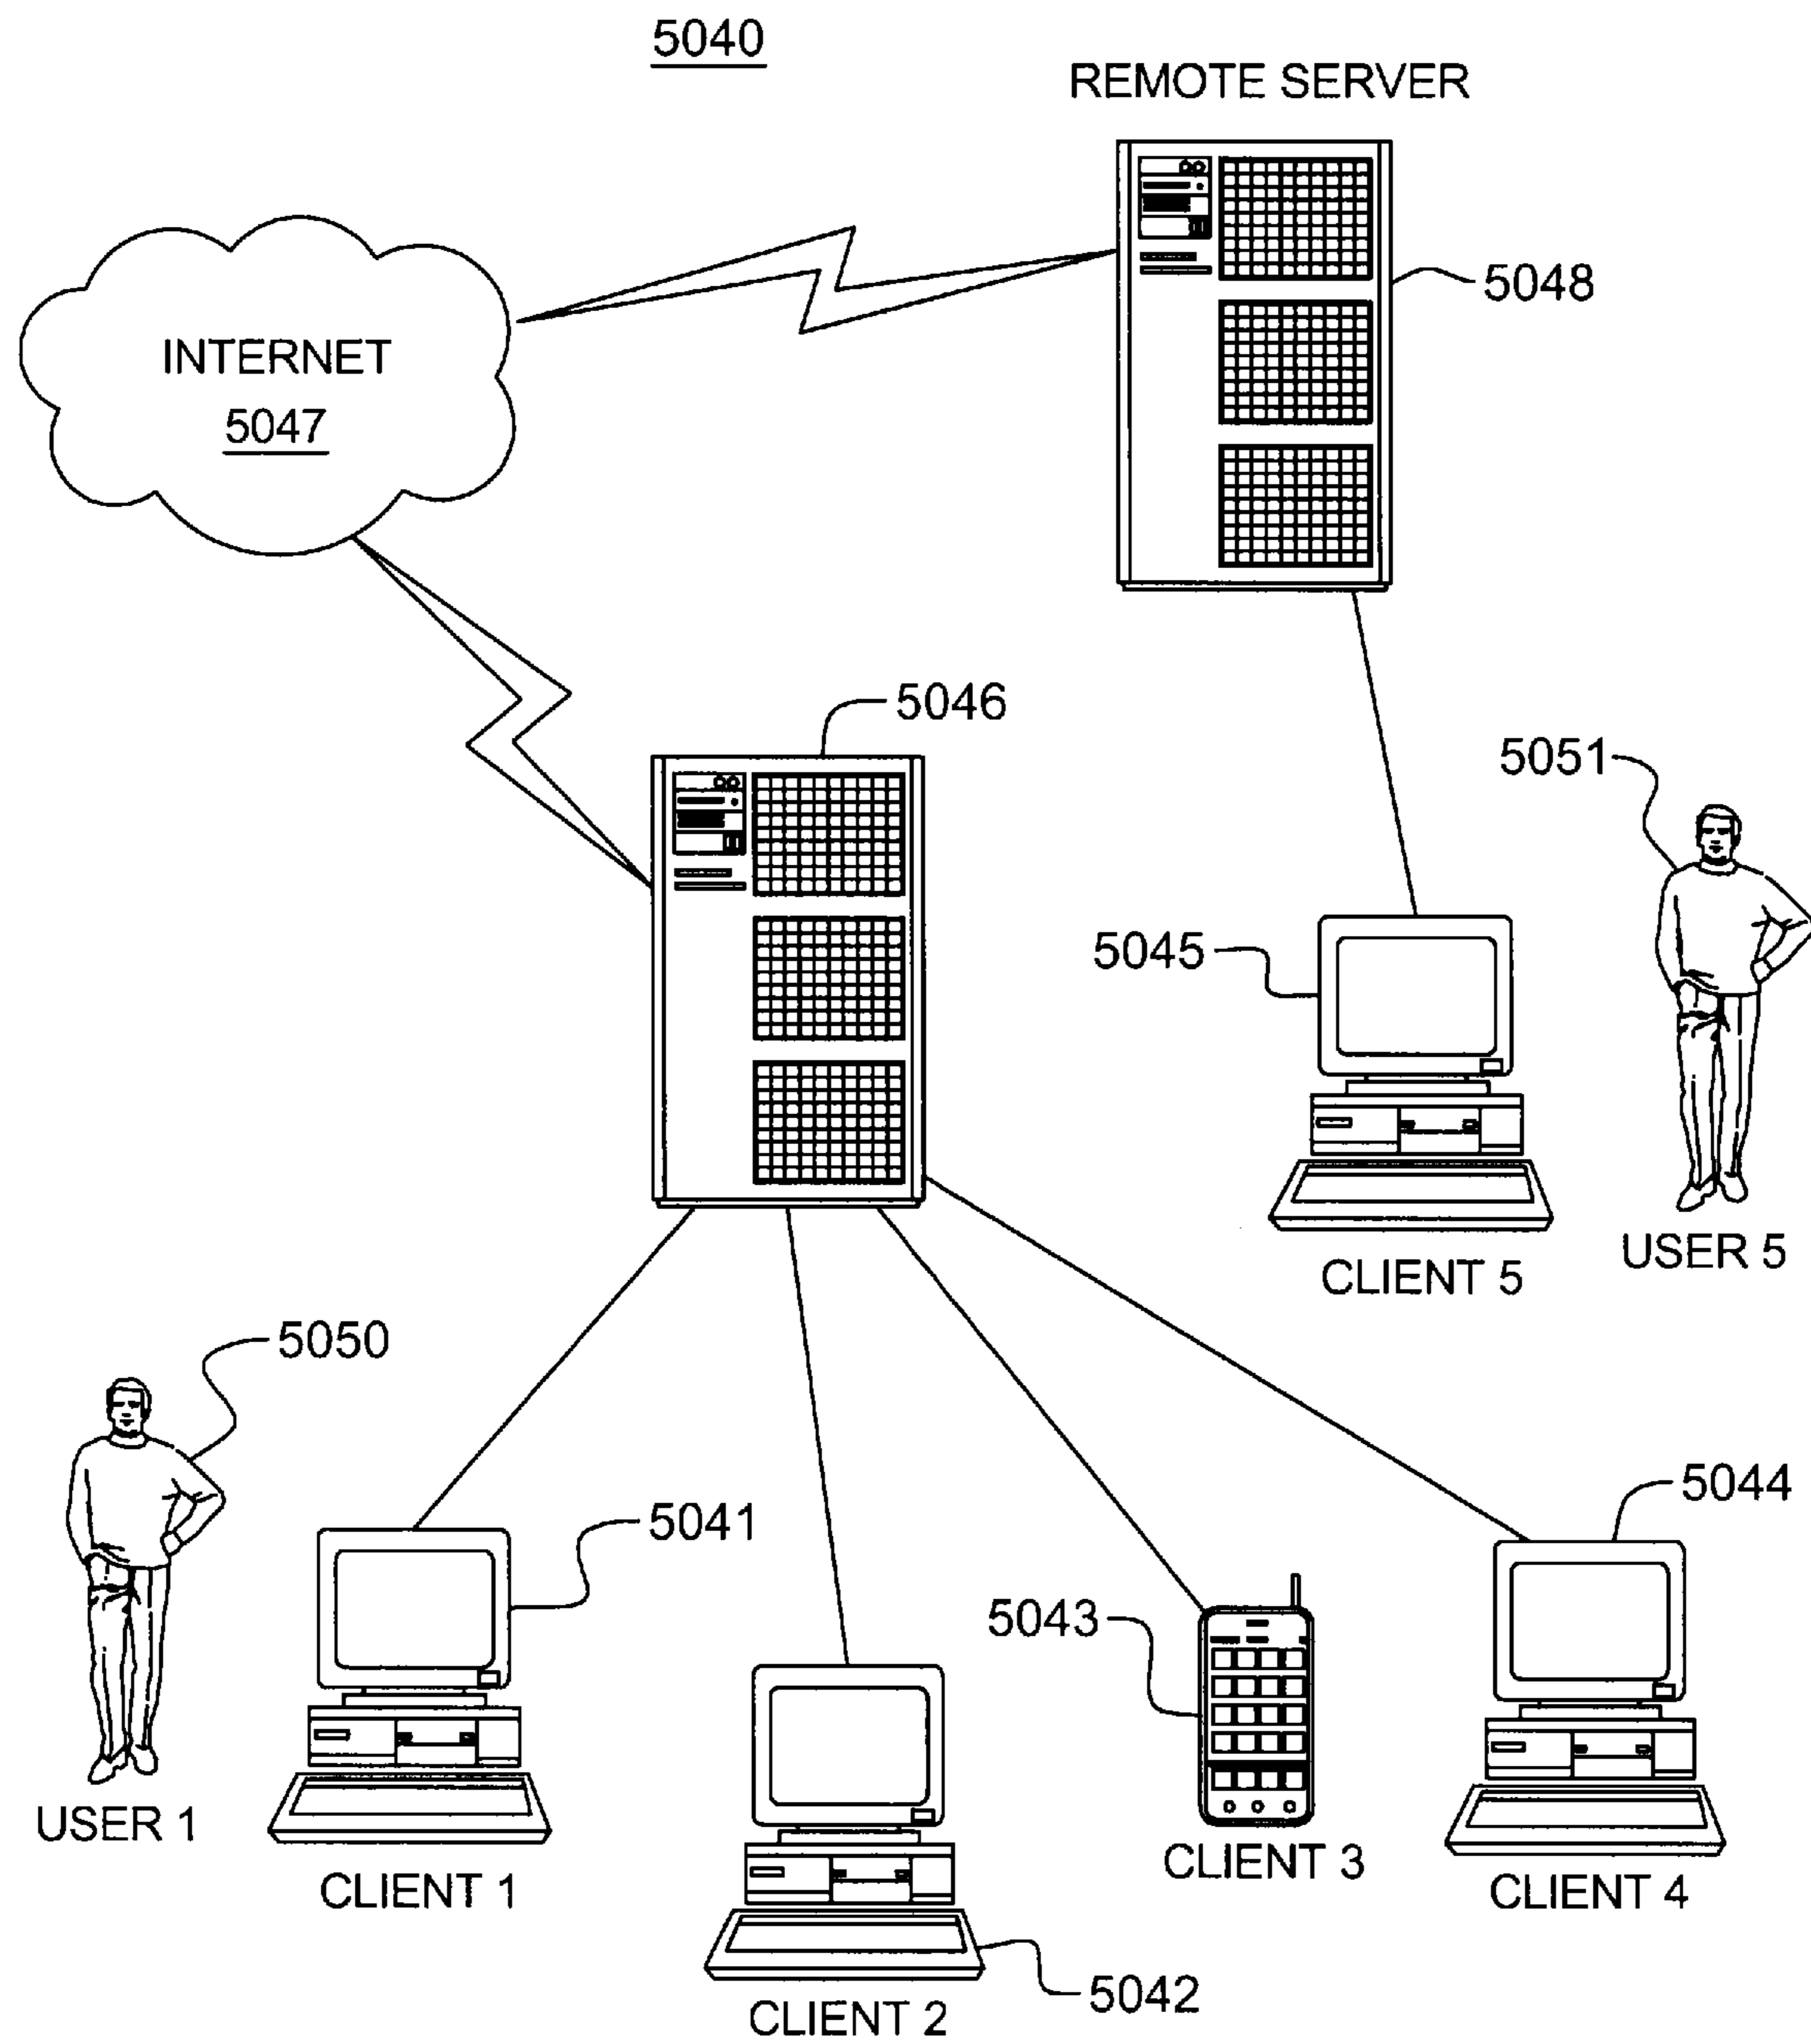 5040
REMOTE SERVER
5048
INTERNET
5047
5046
5051
5045
USER 5
CLIENT 5
5050
5044
5041
5043
USER 1
CLIENT 3
CLIENT 1
CLIENT 4
5042
CLIENT 2